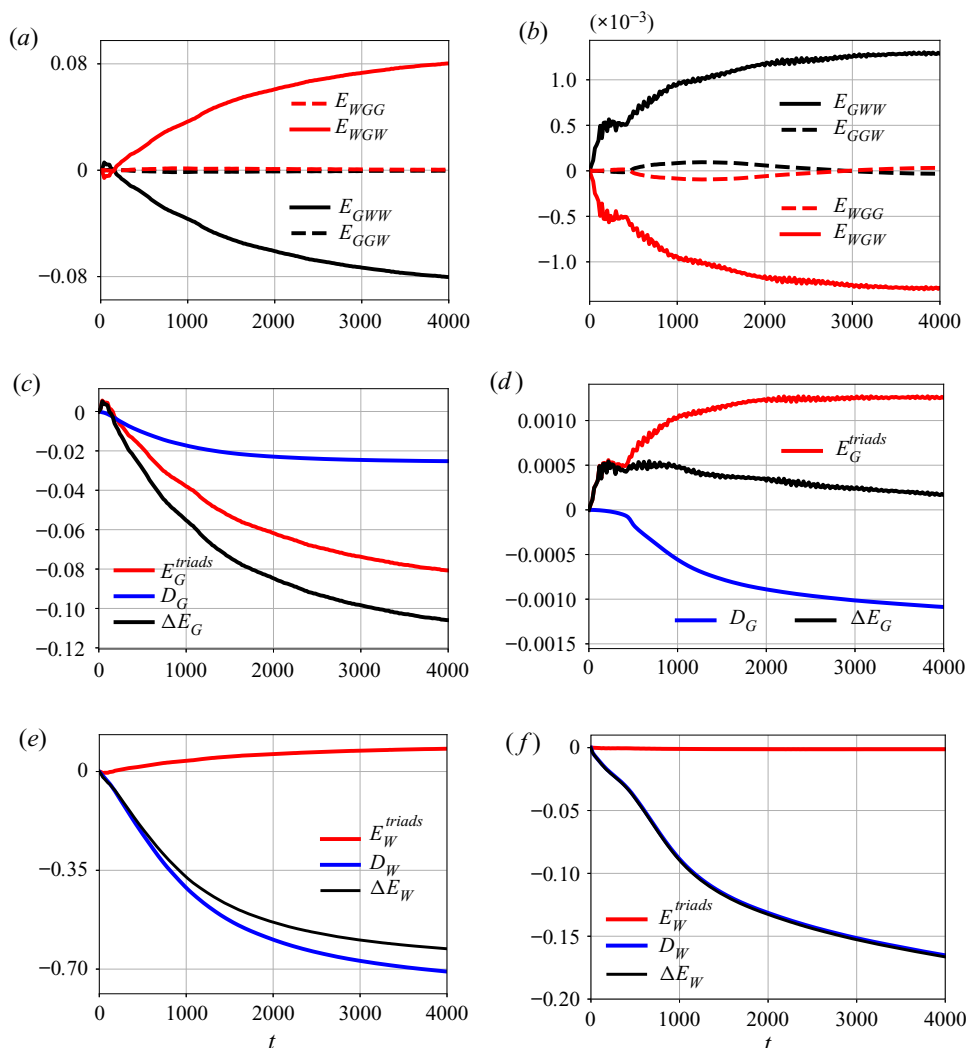 (a)
0.08
0
−0.08
E_WGG
E_WGW
E_GWW
E_GGW
0 1000 2000 3000 4000
(b)
(×10−3)
1.0
0.5
0
−0.5
−1.0
E_GWW
E_GGW
E_WGG
E_WGW
0 1000 2000 3000 4000
(c)
0
−0.02
−0.04
−0.06
−0.08
−0.10
−0.12
E_G^triads
D_G
ΔE_G
0 1000 2000 3000 4000
(d)
0.0010
0.0005
0
−0.0005
−0.0010
−0.0015
E_G^triads
D_G ΔE_G
0 1000 2000 3000 4000
(e)
0
−0.35
−0.70
E_W^triads
D_W
ΔE_W
0 1000 2000 3000 4000
t
(f)
0
−0.05
−0.10
−0.15
−0.20
E_W^triads
D_W
ΔE_W
0 1000 2000 3000 4000
t